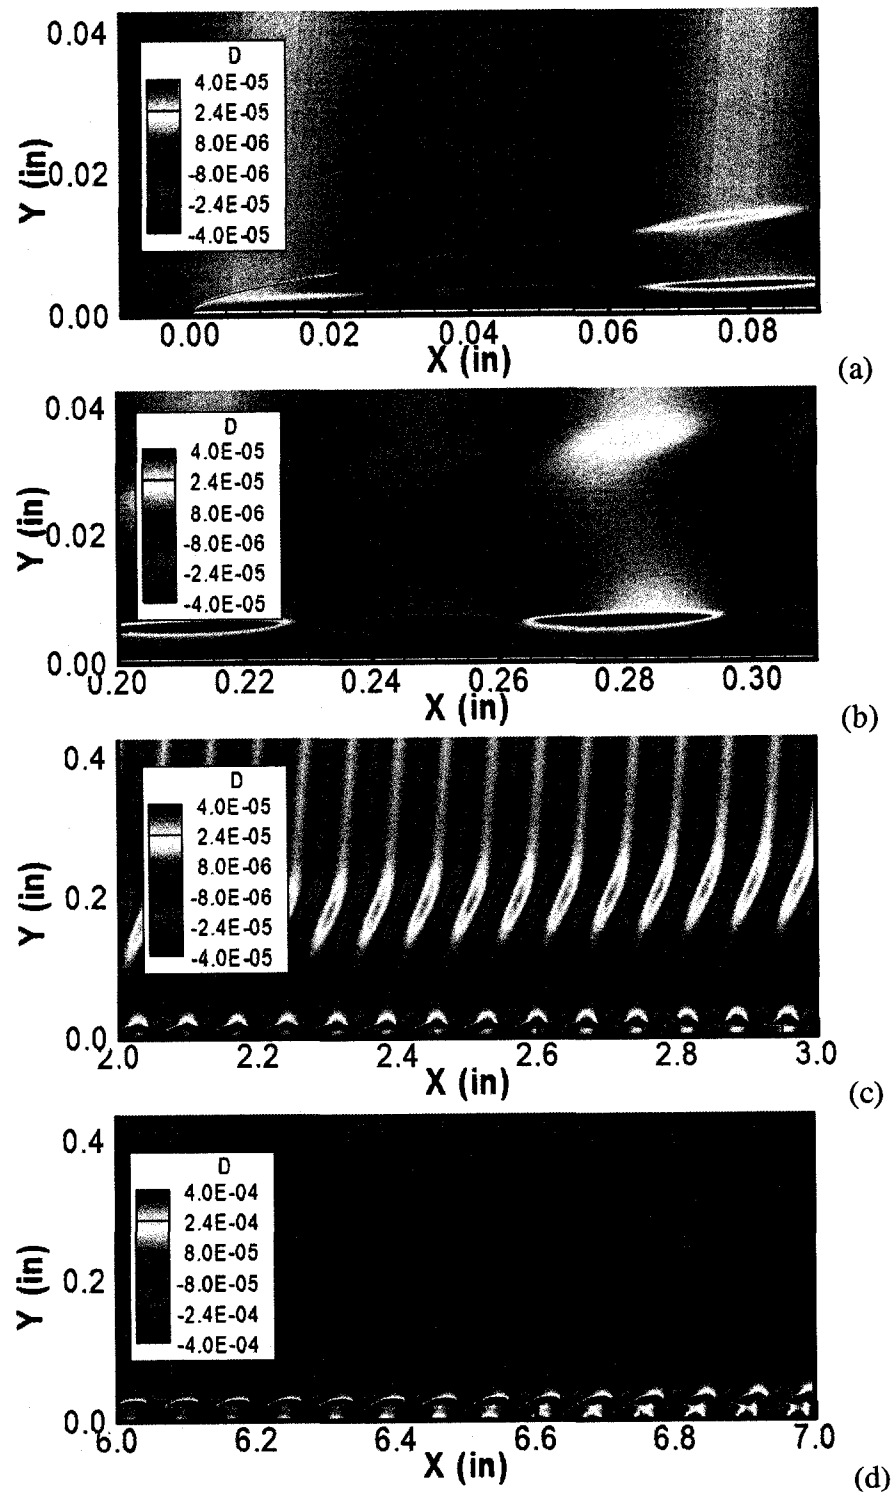 0.04
D
4.0E-05
2.4E-05
8.0E-06
-8.0E-06
-2.4E-05
-4.0E-05
Y (in)
0.02
0.00
0.00 0.02 0.04 0.06 0.08
X (in)
(a)
0.04
D
4.0E-05
2.4E-05
8.0E-06
-8.0E-06
-2.4E-05
-4.0E-05
Y (in)
0.02
0.00
0.20 0.22 0.24 0.26 0.28 0.30
X (in)
(b)
0.4
D
4.0E-05
2.4E-05
8.0E-06
-8.0E-06
-2.4E-05
-4.0E-05
Y (in)
0.2
0.0
2.0 2.2 2.4 2.6 2.8 3.0
X (in)
(c)
0.4
D
4.0E-04
2.4E-04
8.0E-05
-8.0E-05
-2.4E-04
-4.0E-04
Y (in)
0.2
0.0
6.0 6.2 6.4 6.6 6.8 7.0
X (in)
(d)